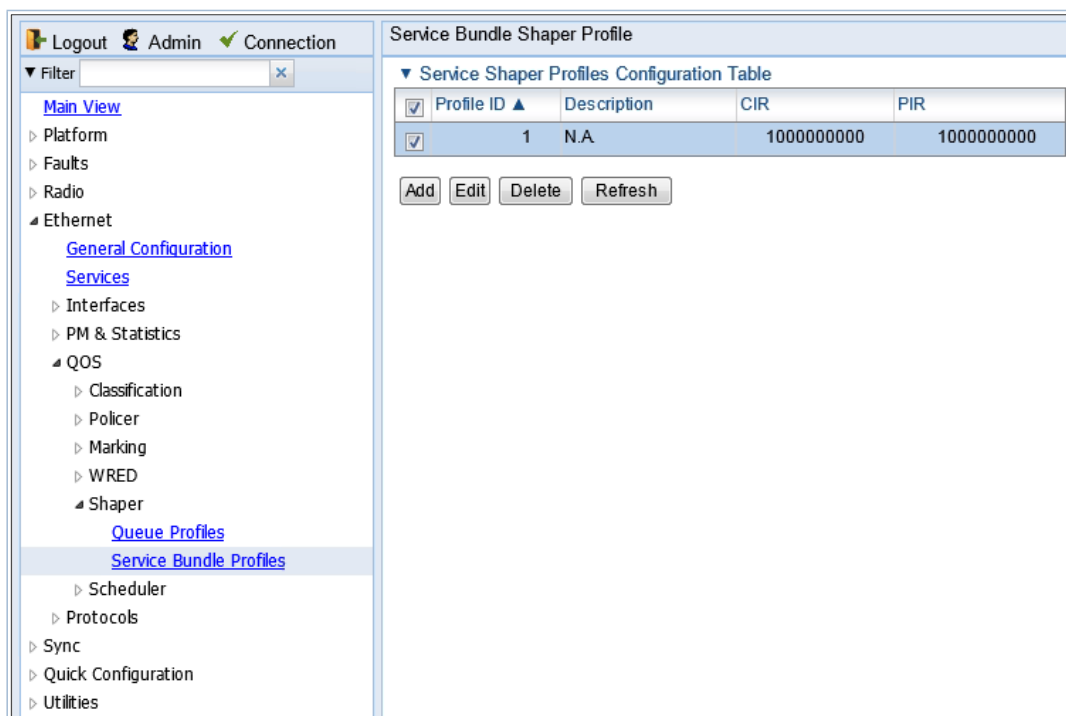 Logout Admin Connection
▼ Filter
Main View
Platform
Faults
Radio
Ethernet
General Configuration
Services
Interfaces
PM & Statistics
QOS
Classification
Policer
Marking
WRED
Shaper
Queue Profiles
Service Bundle Profiles
Scheduler
Protocols
Sync
Quick Configuration
Utilities
Service Bundle Shaper Profile
▼ Service Shaper Profiles Configuration Table
Profile ID ▲ Description CIR PIR
1 N.A. 1000000000 1000000000
Add Edit Delete Refresh